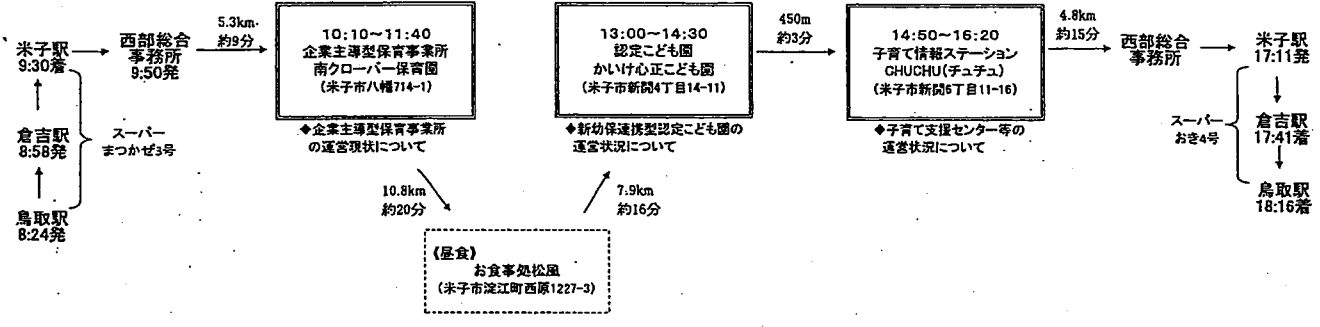 米子駅
9:30着
倉吉駅
8:58発
鳥取駅
8:24発
スーパー
まつかぜ3号
西部総合
事務所
9:50発
5.3km
約9分
10:10~11:40
企業主導型保育事業所
南クローバー保育園
(米子市八幡714-1)
◆企業主導型保育事業所
の運営現状について
10.8km
約20分
《昼食》
お食事処松風
(米子市淀江町西原1227-3)
7.9km
約16分
13:00~14:30
認定こども園
かいけ心正こども園
(米子市新開4丁目14-11)
◆新幼保連携型認定こども園の
運営状況について
450m
約3分
14:50~16:20
子育て情報ステーション
CHUCHU(チュチュ)
(米子市新開6丁目11-16)
◆子育て支援センター等の
運営状況について
4.8km
約15分
西部総合
事務所
米子駅
17:11発
スーパー
おき4号
倉吉駅
17:41着
鳥取駅
18:16着